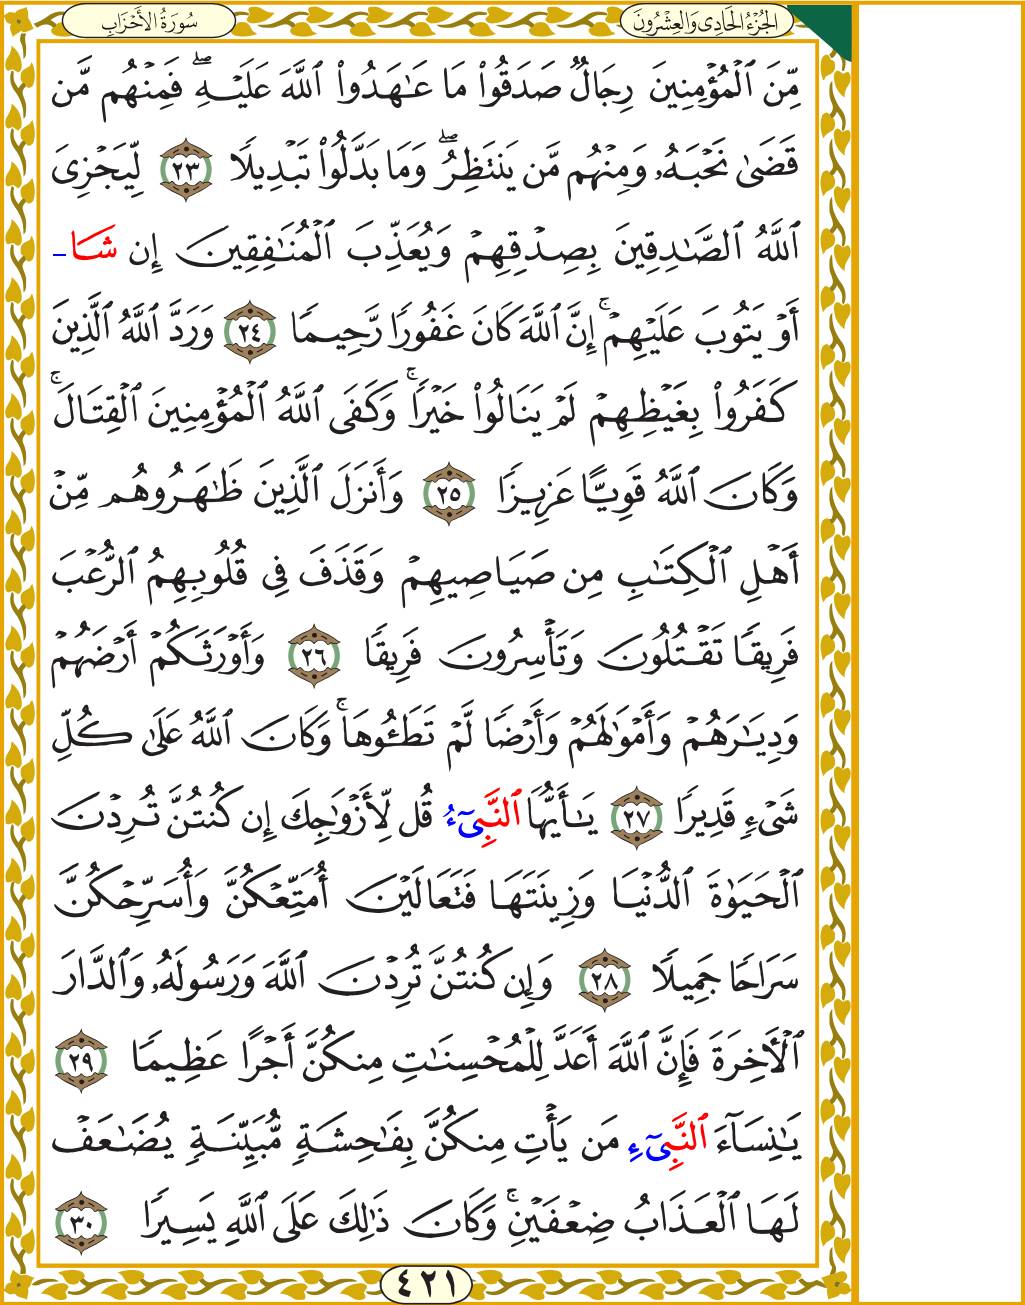 الجُزْءُ الحَادِى وَالعِشْرُونَ
سُورَةُ الأَحْزَابِ
مِّنَ ٱلْمُؤْمِنِينَ رِجَالٌ صَدَقُوا۟ مَا عَـٰهَدُوا۟ ٱللَّهَ عَلَيْهِ ۖ فَمِنْهُم مَّن
قَضَىٰ نَحْبَهُۥ وَمِنْهُم مَّن يَنتَظِرُ ۖ وَمَا بَدَّلُوا۟ تَبْدِيلًا ٢٣ لِّيَجْزِىَ
ٱللَّهُ ٱلصَّـٰدِقِينَ بِصِدْقِهِمْ وَيُعَذِّبَ ٱلْمُنَـٰفِقِينَ إِن شَا-
أَوْ يَتُوبَ عَلَيْهِمْ ۚ إِنَّ ٱللَّهَ كَانَ غَفُورًا رَّحِيمًا ٢٤ وَرَدَّ ٱللَّهُ ٱلَّذِينَ
كَفَرُوا۟ بِغَيْظِهِمْ لَمْ يَنَالُوا۟ خَيْرًا ۚ وَكَفَى ٱللَّهُ ٱلْمُؤْمِنِينَ ٱلْقِتَالَ ۚ
وَكَانَ ٱللَّهُ قَوِيًّا عَزِيزًا ٢٥ وَأَنزَلَ ٱلَّذِينَ ظَـٰهَرُوهُم مِّنْ
أَهْلِ ٱلْكِتَـٰبِ مِن صَيَاصِيهِمْ وَقَذَفَ فِى قُلُوبِهِمُ ٱلرُّعْبَ
فَرِيقًا تَقْتُلُونَ وَتَأْسِرُونَ فَرِيقًا ٢٦ وَأَوْرَثَكُمْ أَرْضَهُمْ
وَدِيَـٰرَهُمْ وَأَمْوَٰلَهُمْ وَأَرْضًا لَّمْ تَطَـُٔوهَا ۚ وَكَانَ ٱللَّهُ عَلَىٰ كُلِّ
شَىْءٍ قَدِيرًا ٢٧ يَـٰٓأَيُّهَا ٱلنَّبِىٓءُ قُل لِّأَزْوَٰجِكَ إِن كُنتُنَّ تُرِدْنَ
ٱلْحَيَوٰةَ ٱلدُّنْيَا وَزِينَتَهَا فَتَعَالَيْنَ أُمَتِّعْكُنَّ وَأُسَرِّحْكُنَّ
سَرَاحًا جَمِيلًا ٢٨ وَإِن كُنتُنَّ تُرِدْنَ ٱللَّهَ وَرَسُولَهُۥ وَٱلدَّارَ
ٱلْـَٔاخِرَةَ فَإِنَّ ٱللَّهَ أَعَدَّ لِلْمُحْسِنَـٰتِ مِنكُنَّ أَجْرًا عَظِيمًا ٢٩
يَـٰنِسَآءَ ٱلنَّبِىٓءِ مَن يَأْتِ مِنكُنَّ بِفَـٰحِشَةٍ مُّبَيِّنَةٍ يُضَـٰعَفْ
لَهَا ٱلْعَذَابُ ضِعْفَيْنِ ۚ وَكَانَ ذَٰلِكَ عَلَى ٱللَّهِ يَسِيرًا ٣٠
٤٢١